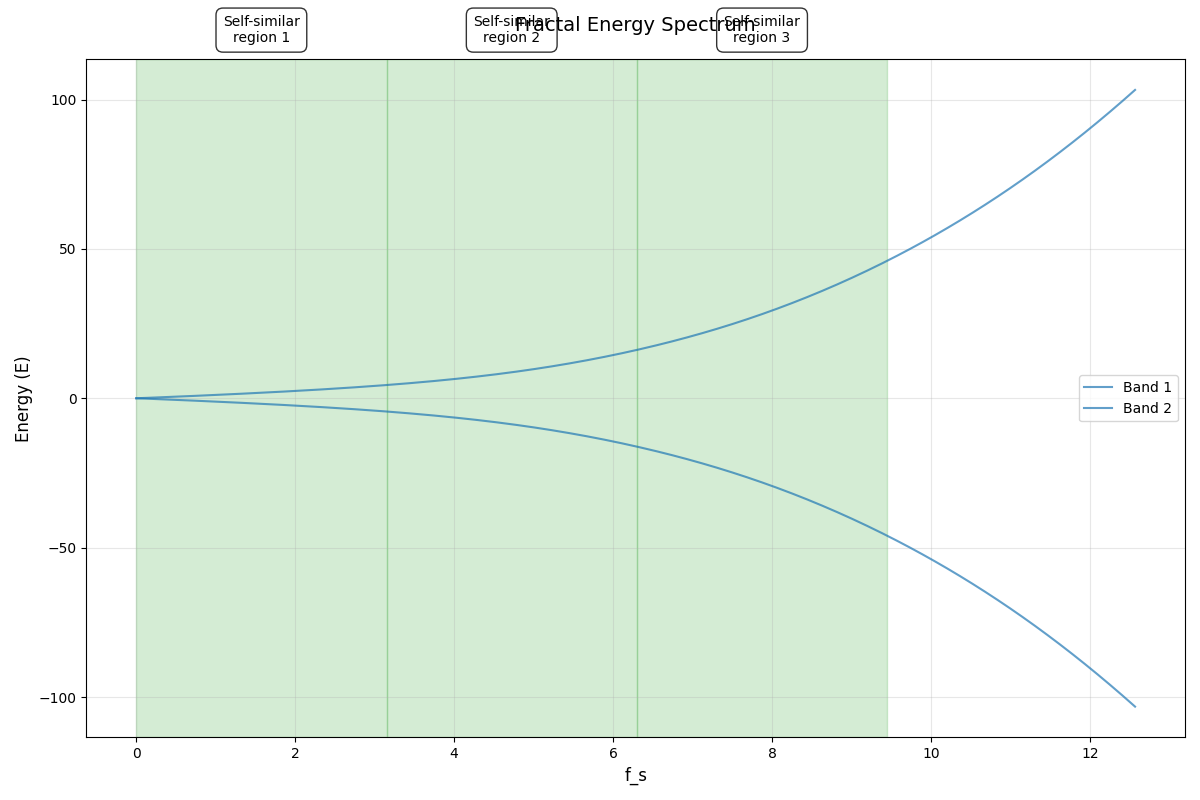 Fractal Energy Spectrum
Self-similar
region 1
Self-similar
region 2
Self-similar
region 3
100
50
0
−50
−100
Energy (E)
Band 1
Band 2
0
2
4
6
8
10
12
f_s